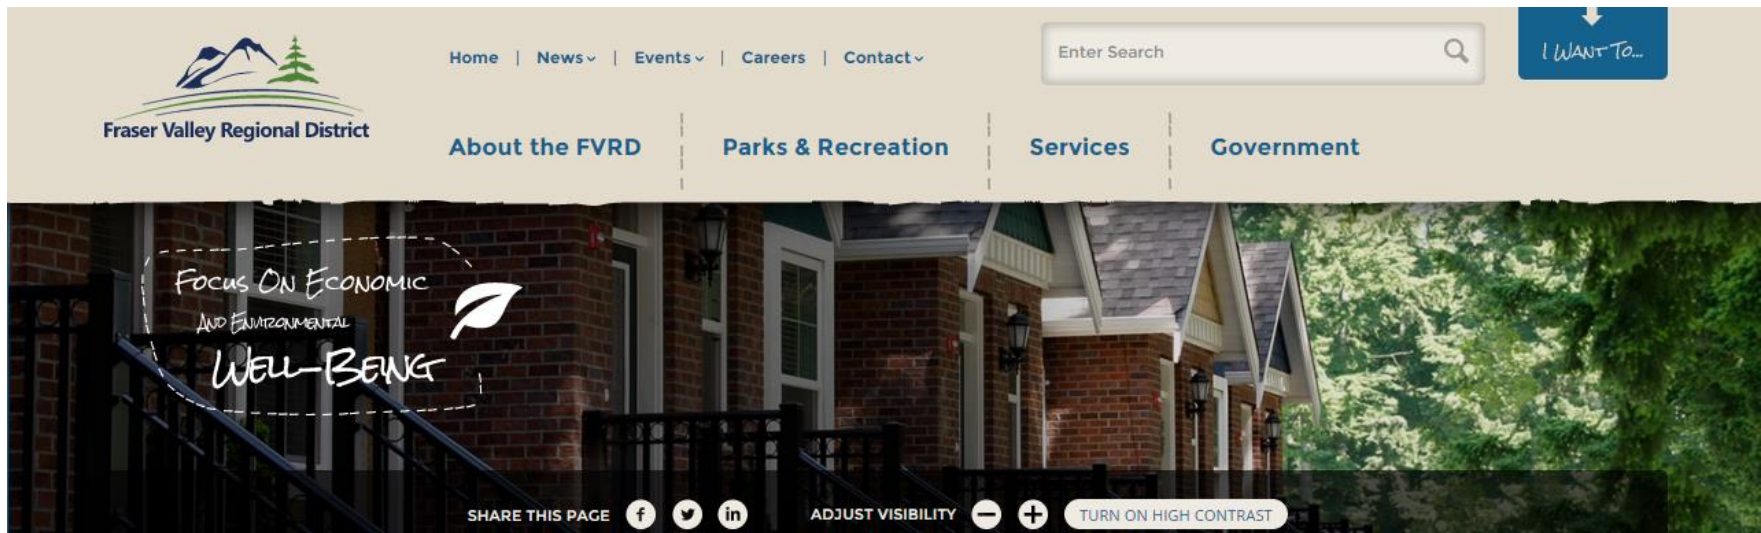 Fraser Valley Regional District
Home | News | Events | Careers | Contact
Enter Search
I WANT TO...
About the FVRD
Parks & Recreation
Services
Government
FOCUS ON ECONOMIC
AND ENVIRONMENTAL
WELL-BEING
SHARE THIS PAGE
ADJUST VISIBILITY
TURN ON HIGH CONTRAST